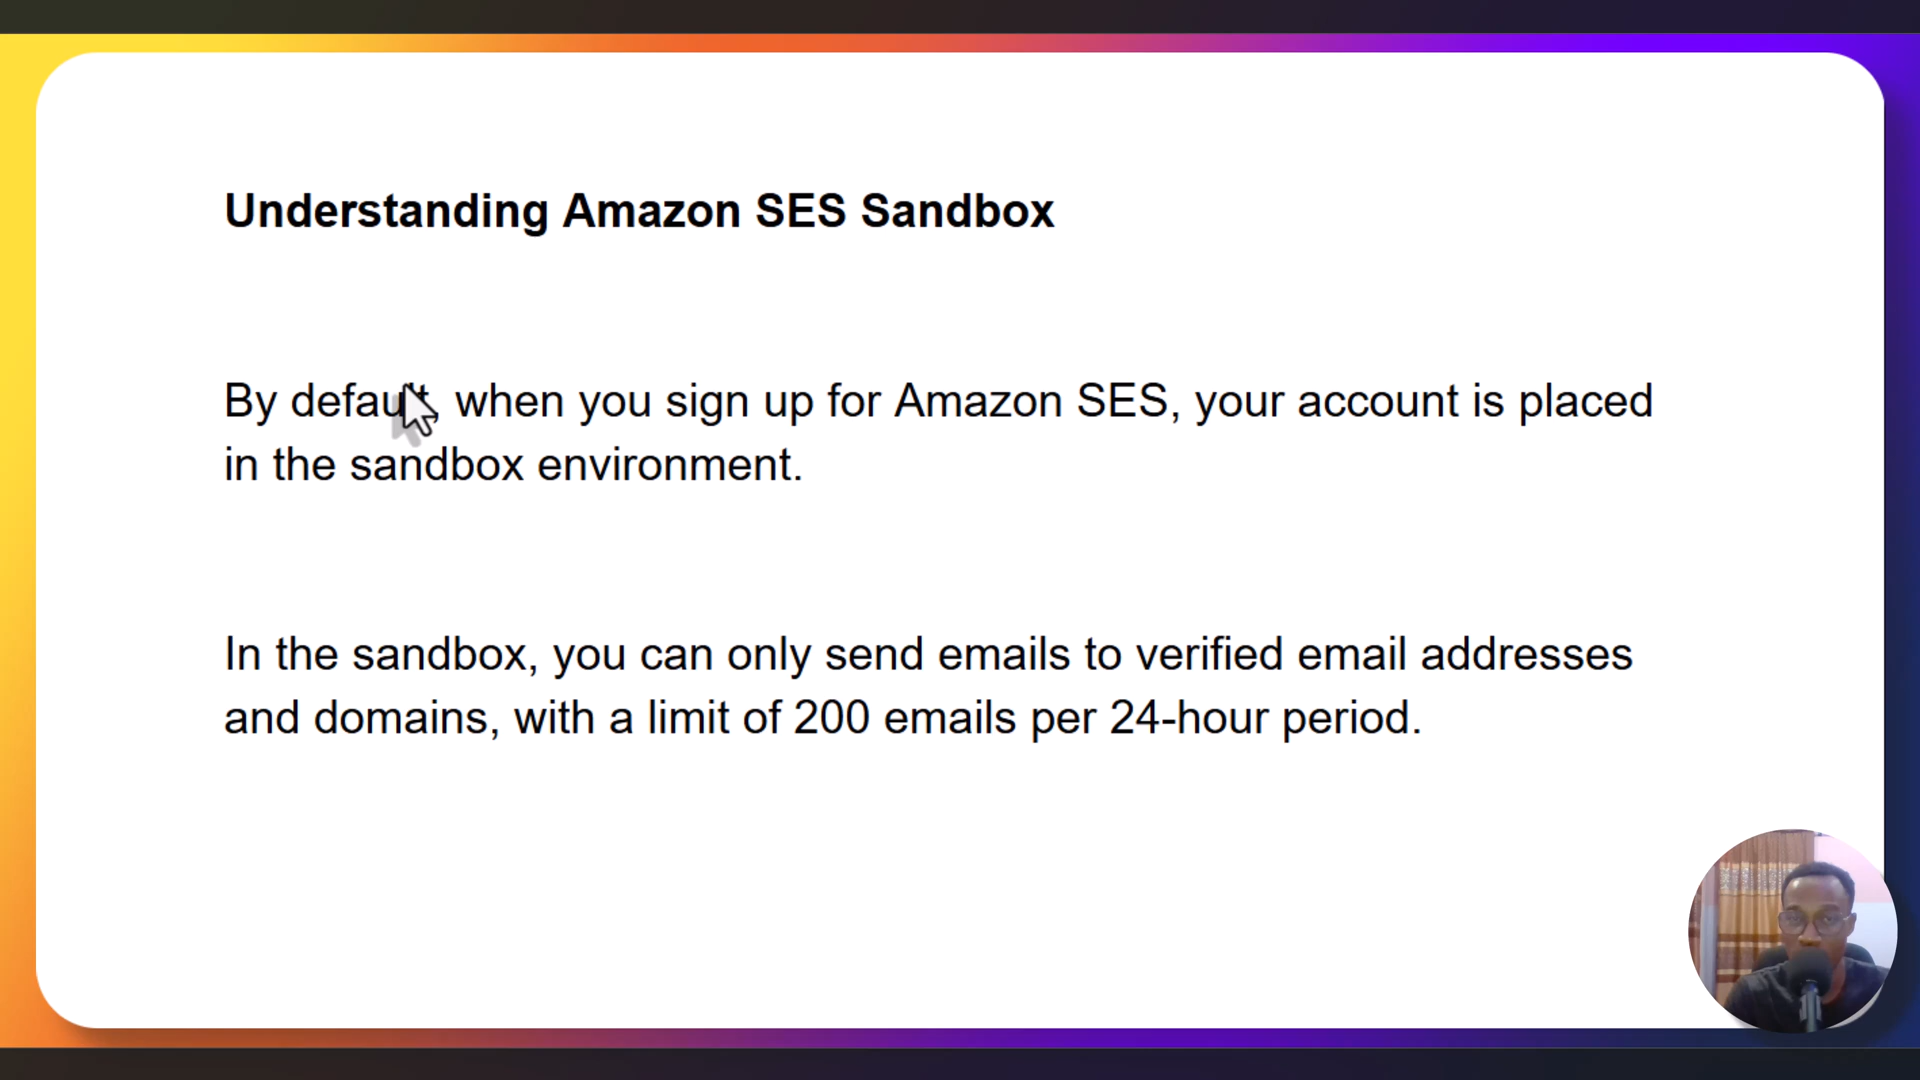 Understanding Amazon SES Sandbox
By default, when you sign up for Amazon SES, your account is placed
in the sandbox environment.
In the sandbox, you can only send emails to verified email addresses
and domains, with a limit of 200 emails per 24-hour period.